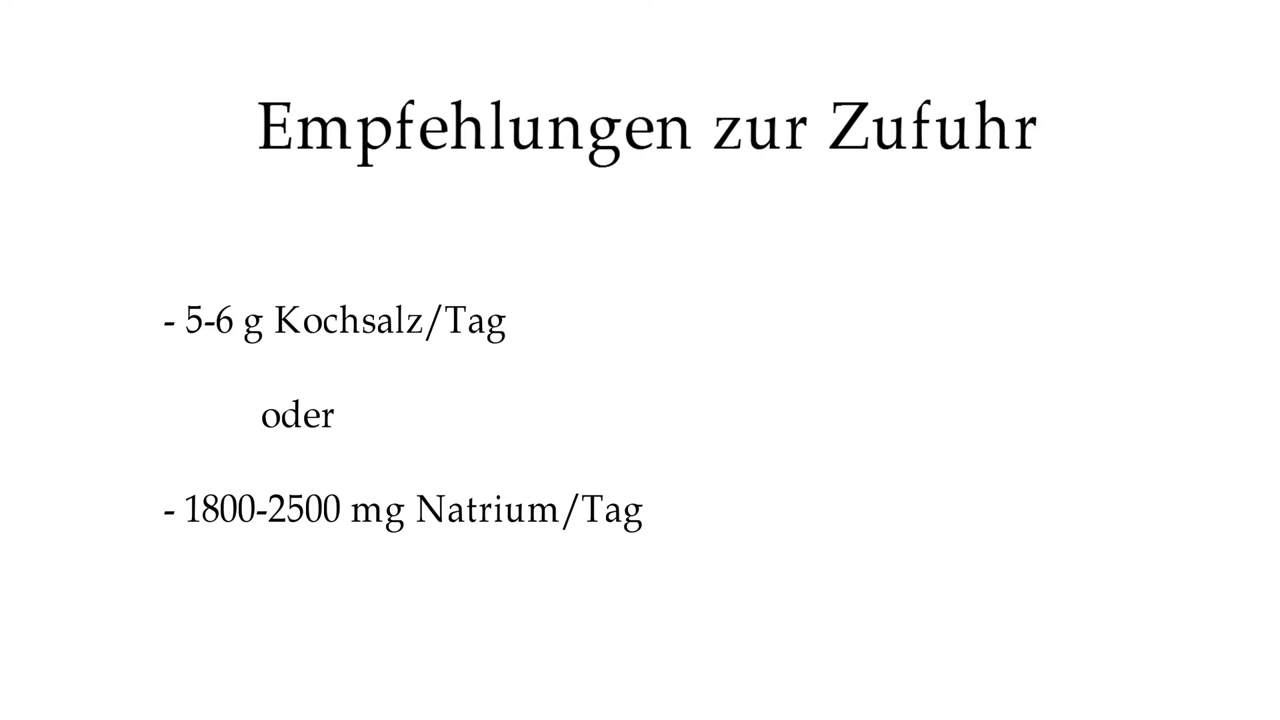 Empfehlungen zur Zufuhr
- 5-6 g Kochsalz/Tag
oder
- 1800-2500 mg Natrium/Tag